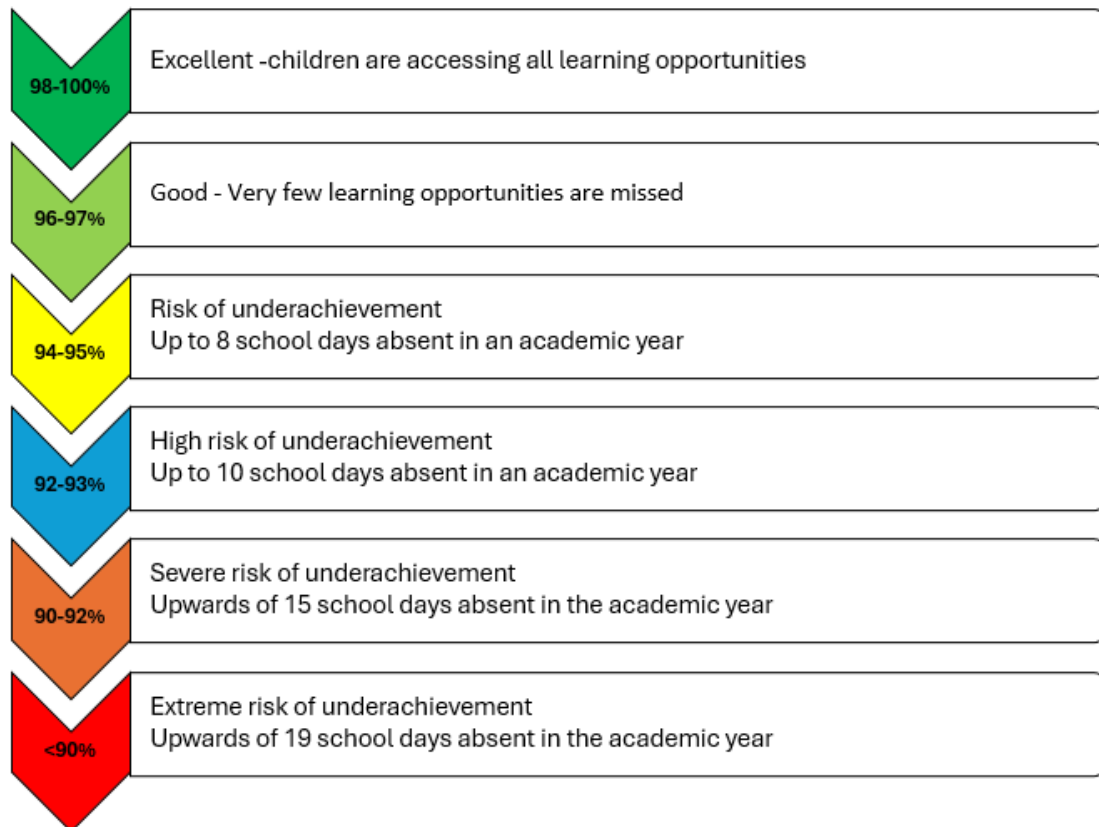 98-100%
Excellent -children are accessing all learning opportunities
96-97%
Good - Very few learning opportunities are missed
94-95%
Risk of underachievement
Up to 8 school days absent in an academic year
92-93%
High risk of underachievement
Up to 10 school days absent in an academic year
90-92%
Severe risk of underachievement
Upwards of 15 school days absent in the academic year
<90%
Extreme risk of underachievement
Upwards of 19 school days absent in the academic year